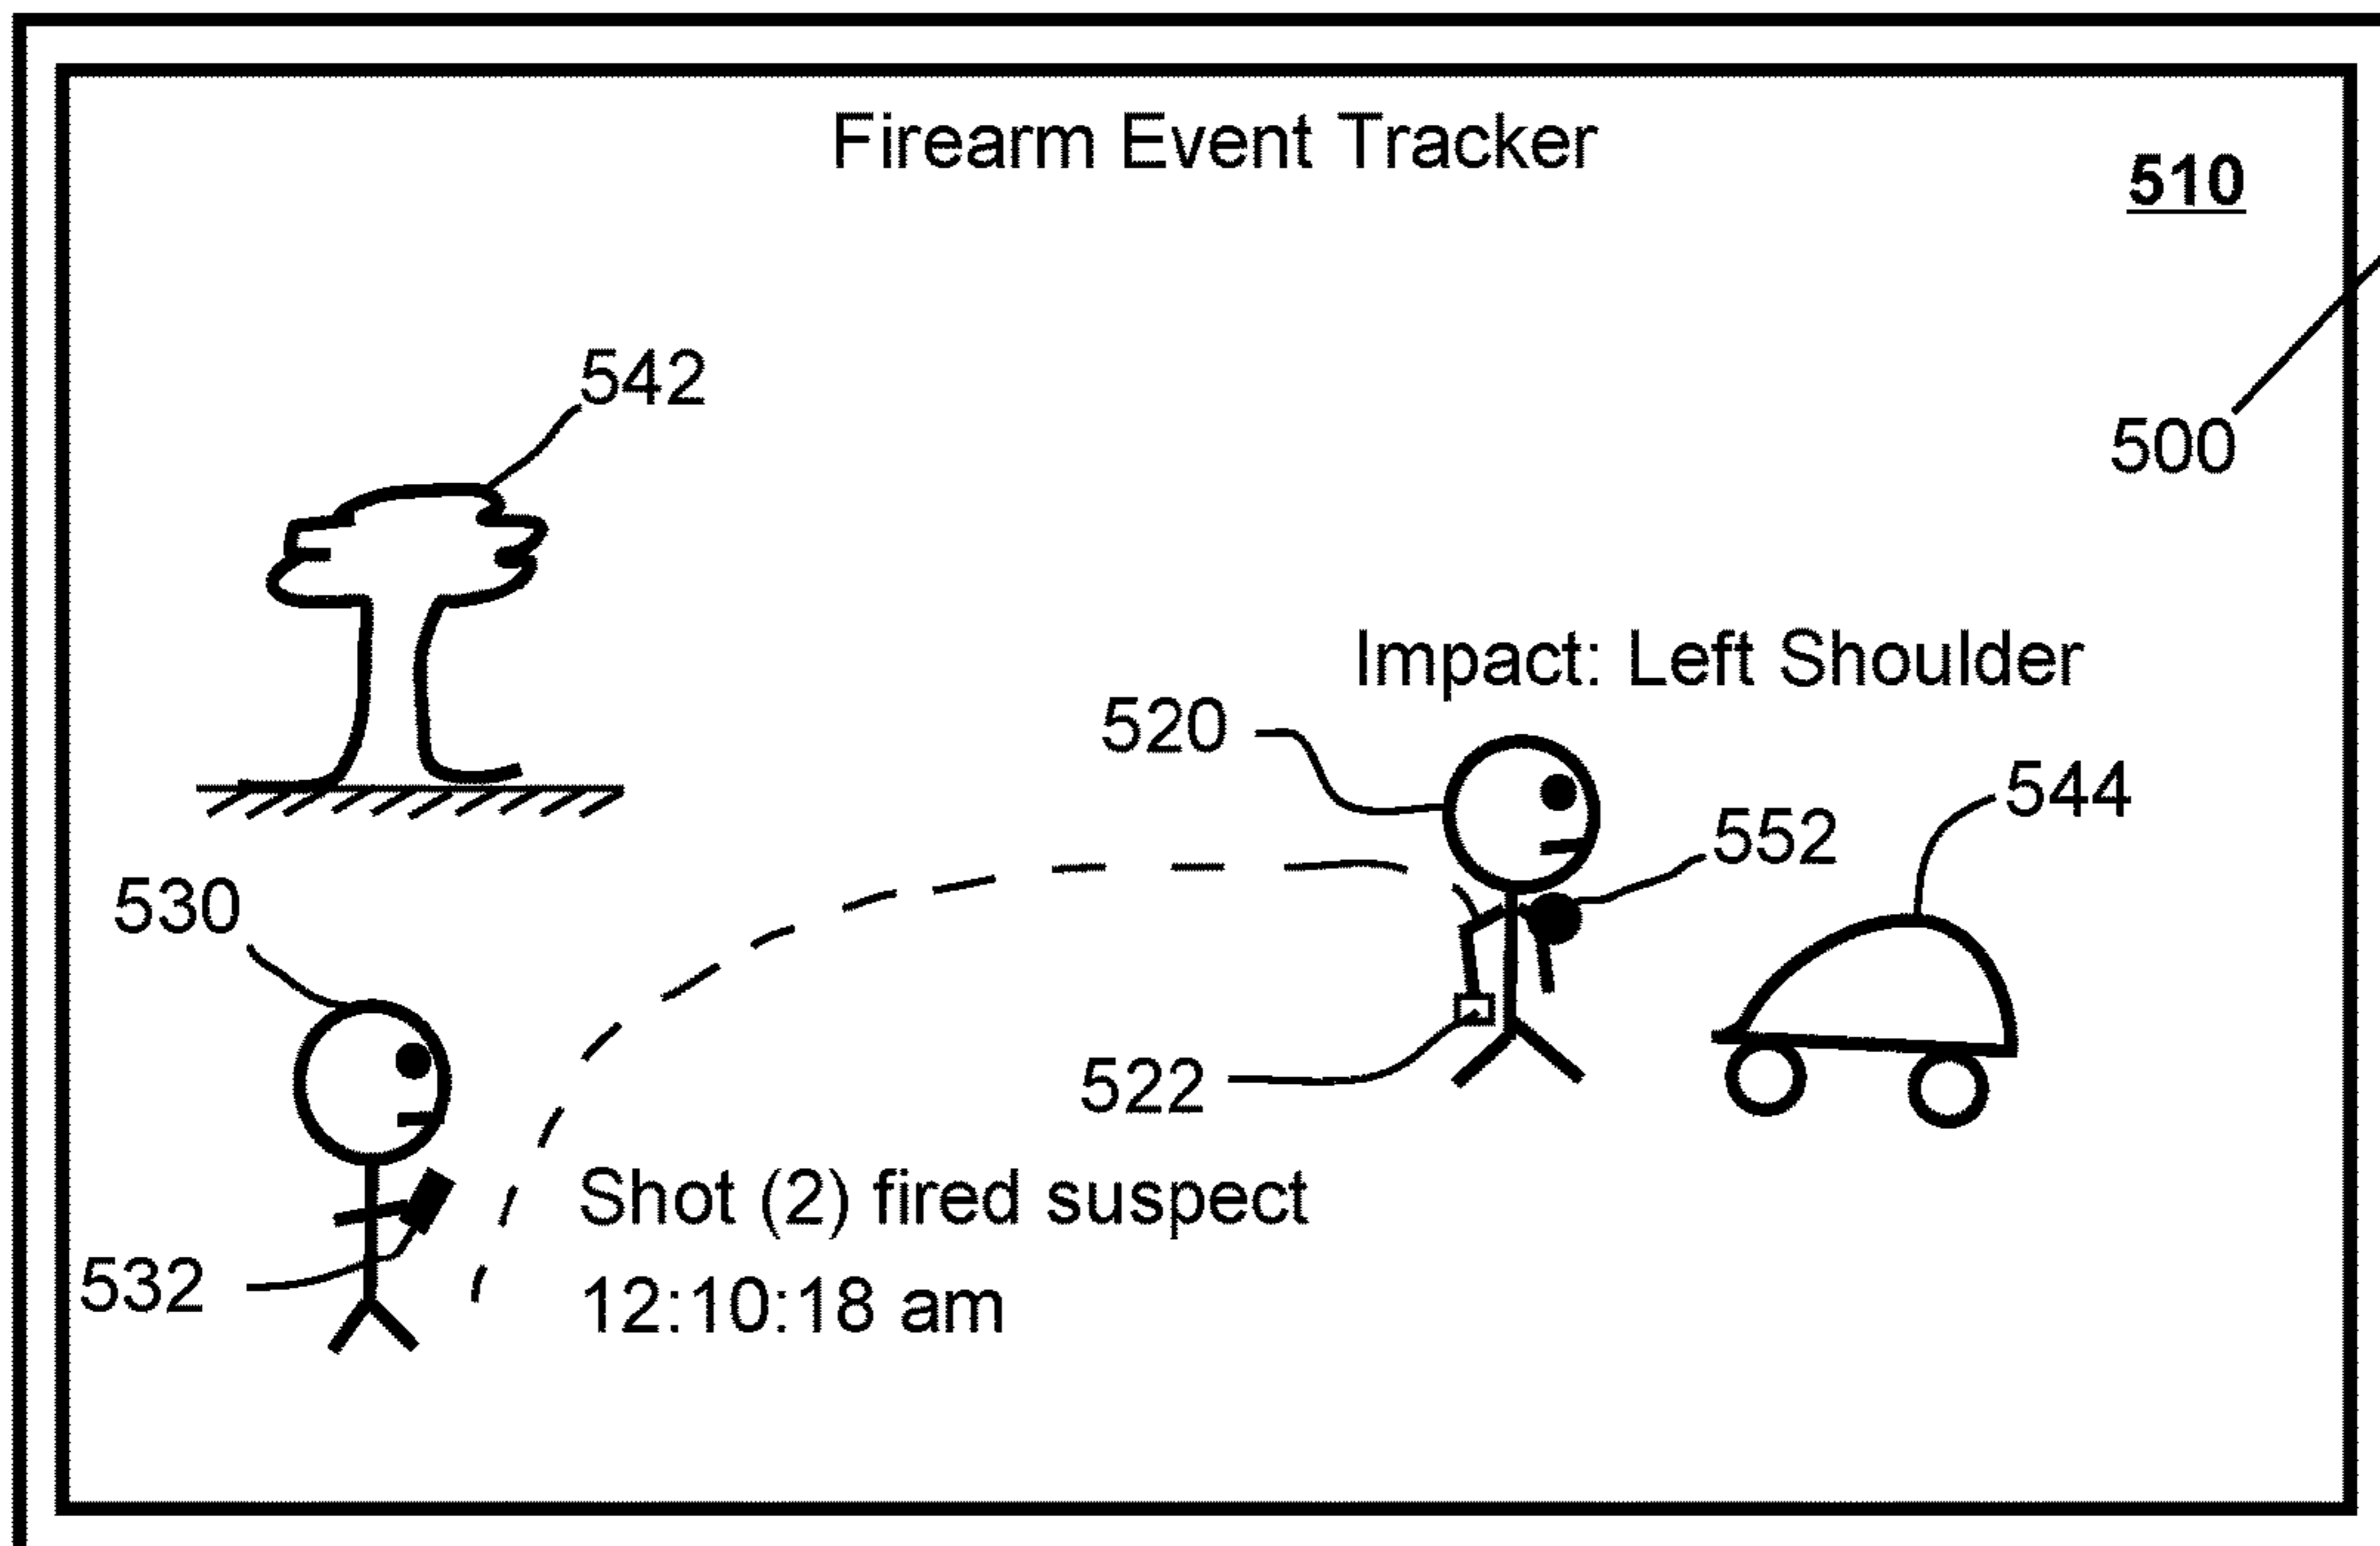 Firearm Event Tracker
510
542
500
Impact: Left Shoulder
520
544
552
530
522
Shot (2) fired suspect
532
12:10:18 am